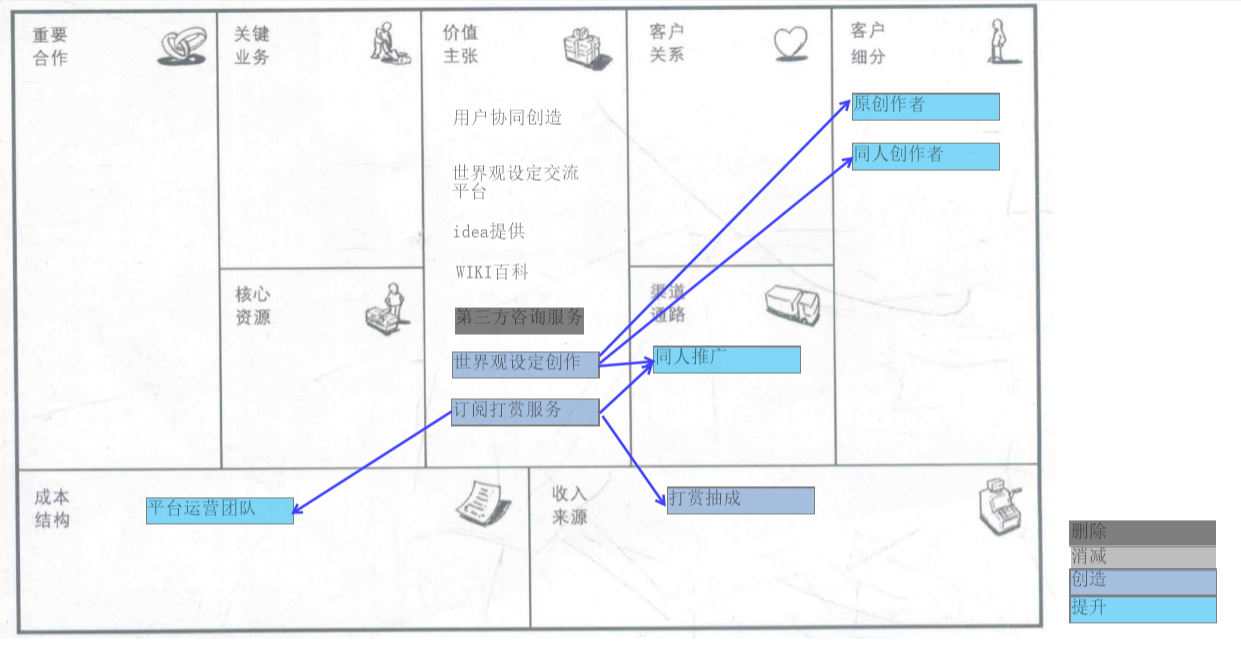 重要
合作
关键
业务
价值
主张
客户
关系
客户
细分
用户协同创造
世界观设定交流
平台
idea提供
WIKI百科
第三方咨询服务
世界观设定创作
订阅打赏服务
核心
资源
渠道
通路
同人推广
原创作者
同人创作者
成本
结构
平台运营团队
收入
来源
打赏抽成
删除
消减
创造
提升